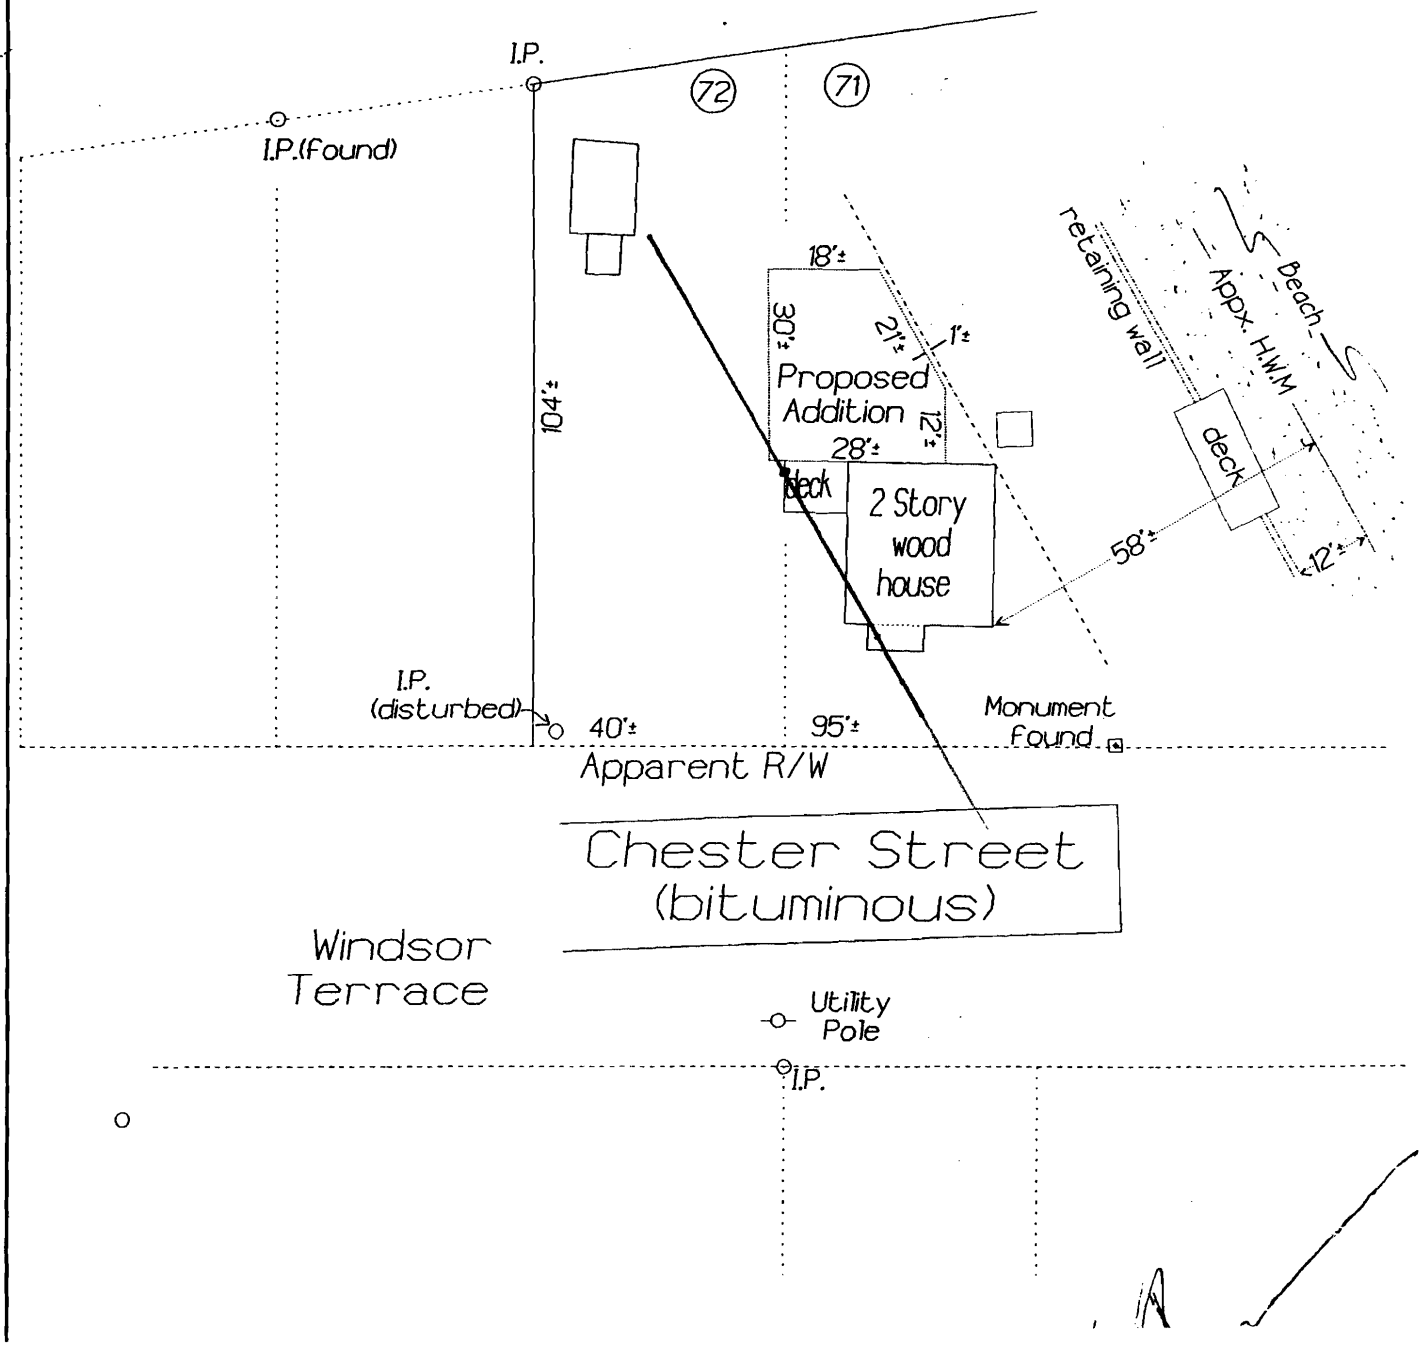 I.P.
72
71
I.P.(Found)
18'±
30'±
21'±
1'±
Proposed
Addition
12'±
28'±
104'±
deck
2 Story
wood
house
retaining wall
Appx. H.W.M
Beach
deck
58'±
12'±
I.P.
(disturbed)
40'±
95'±
Monument
Found
Apparent R/W
Chester Street
(bituminous)
Windsor
Terrace
Utility
Pole
I.P.